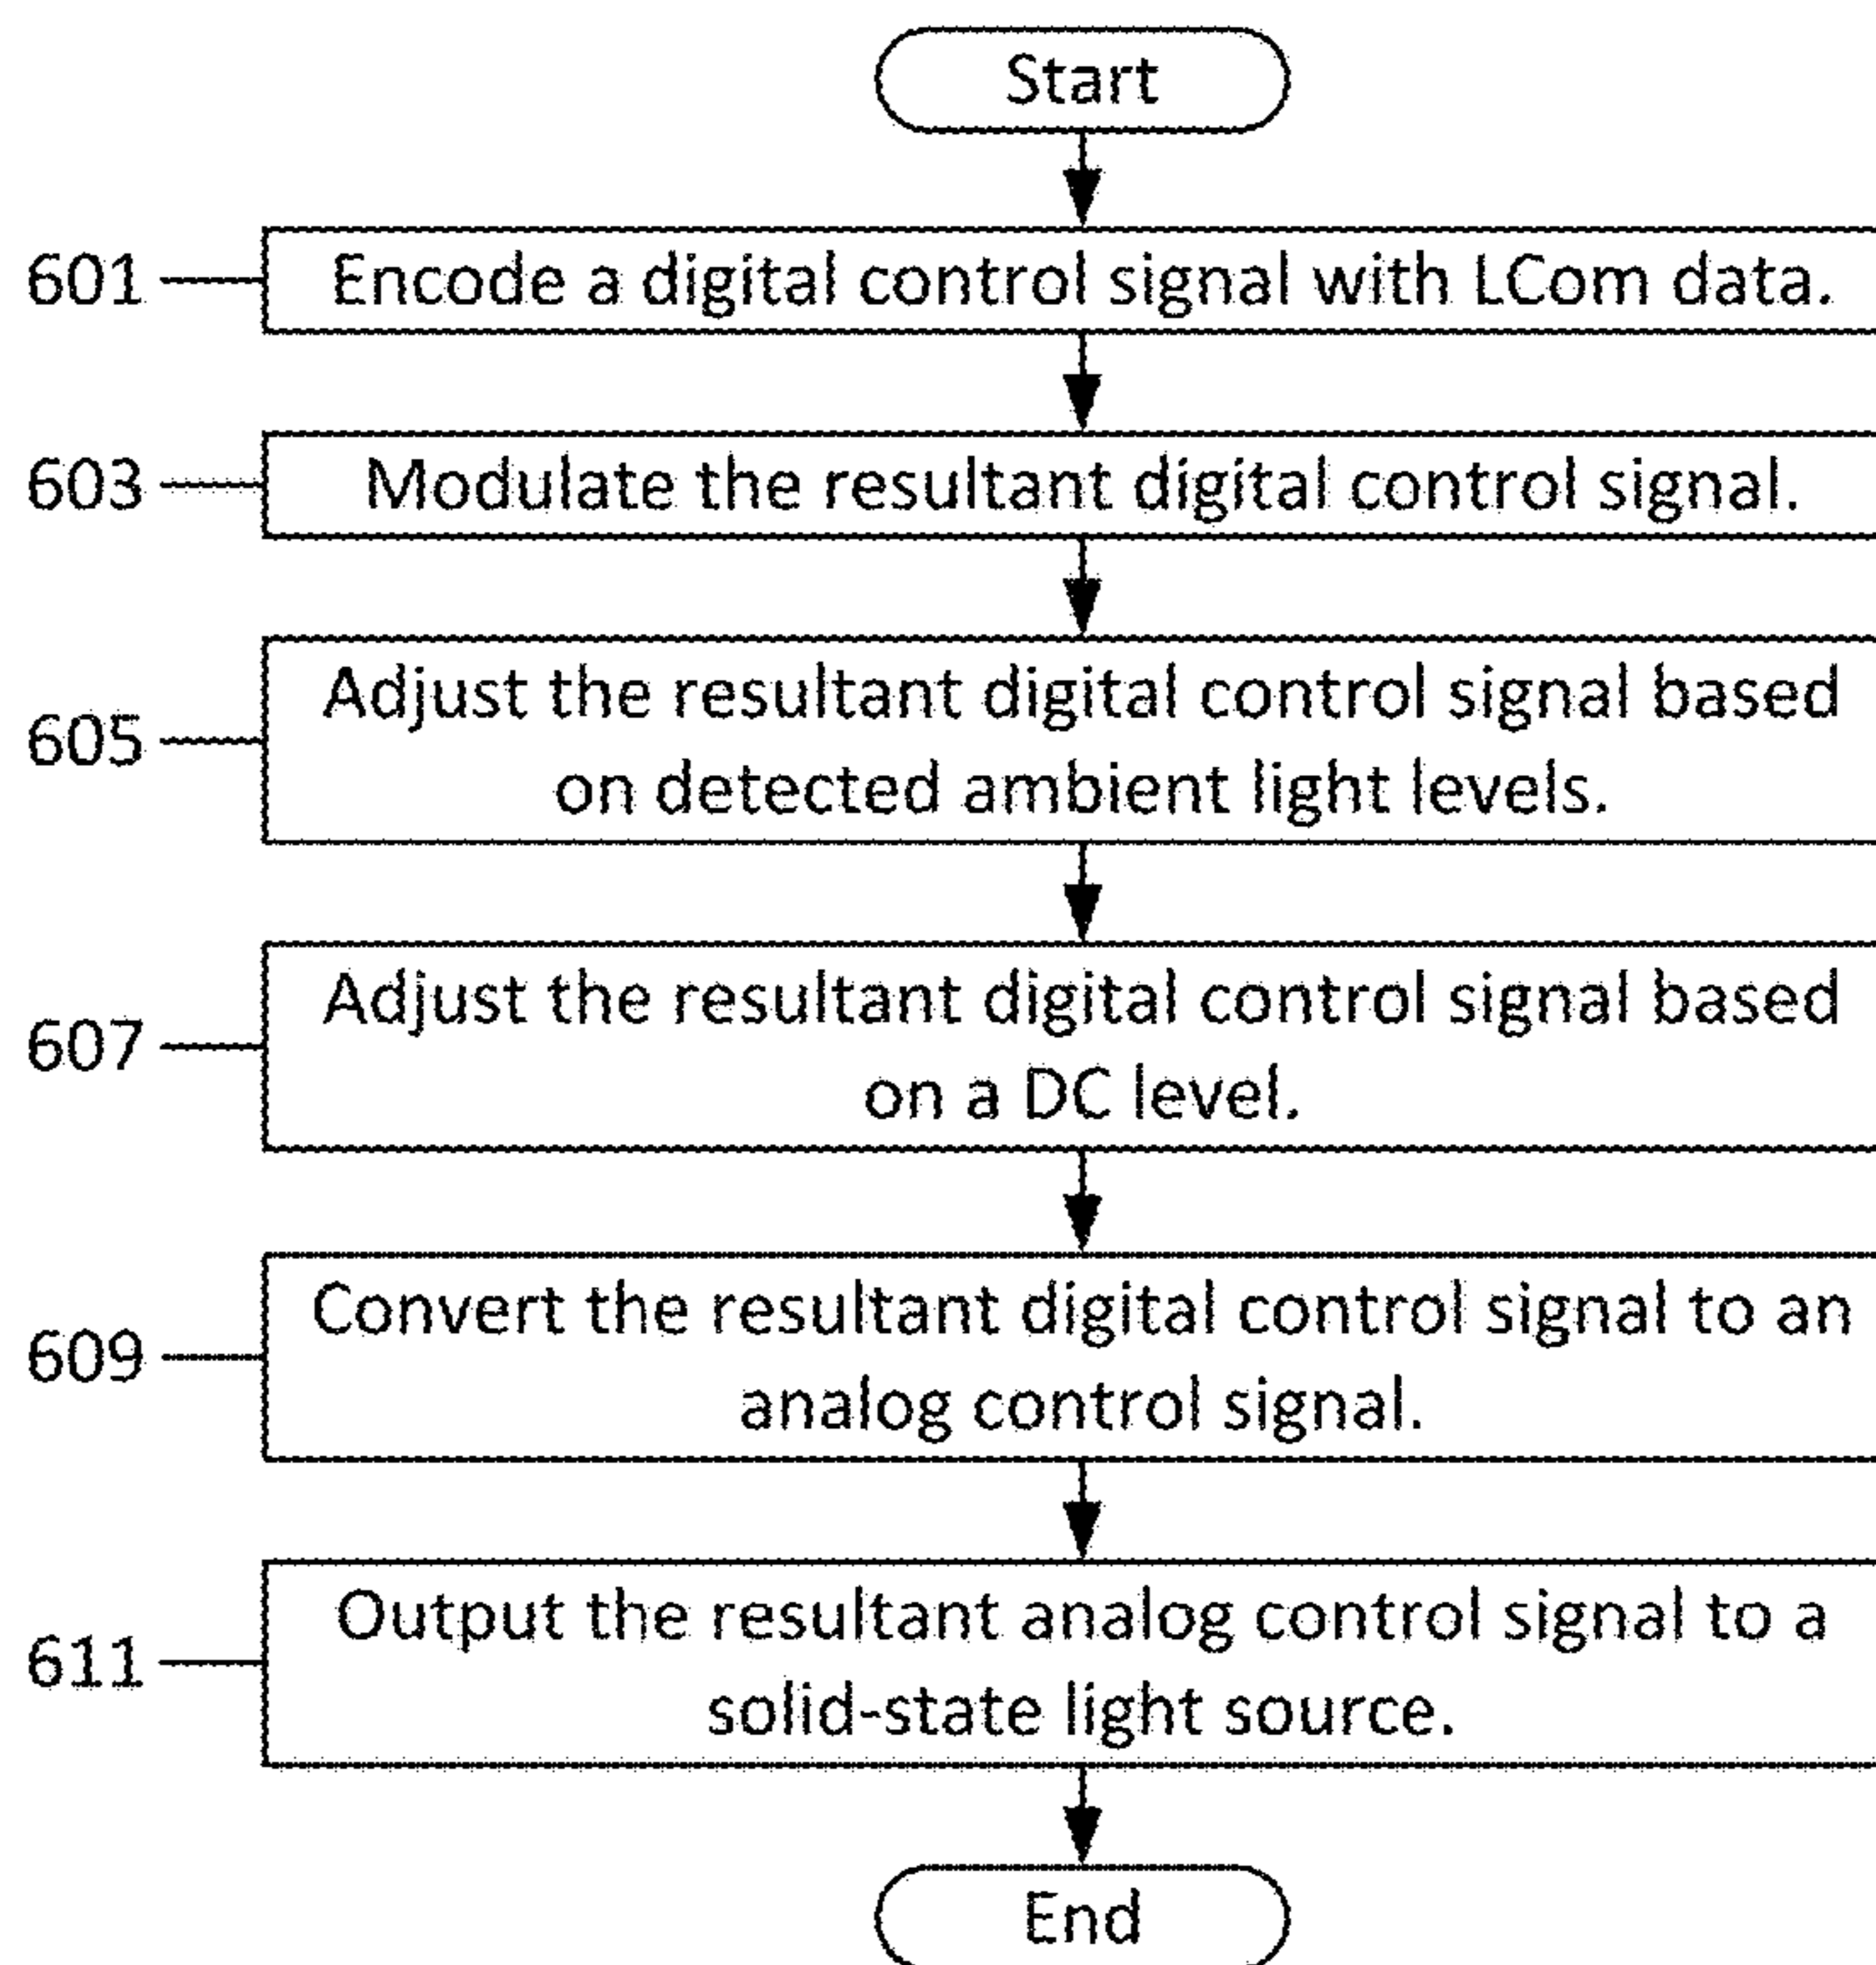 Start
601 Encode a digital control signal with LCom data.
603 Modulate the resultant digital control signal.
Adjust the resultant digital control signal based
605
on detected ambient light levels.
Adjust the resultant digital control signal based
607
on a DC level.
Convert the resultant digital control signal to an
609
analog control signal.
Output the resultant analog control signal to a
611
solid-state light source.
End